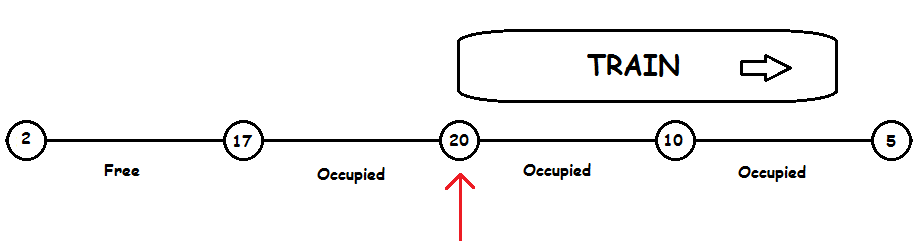 TRAIN
2
17
20
10
5
Free
Occupied
Occupied
Occupied